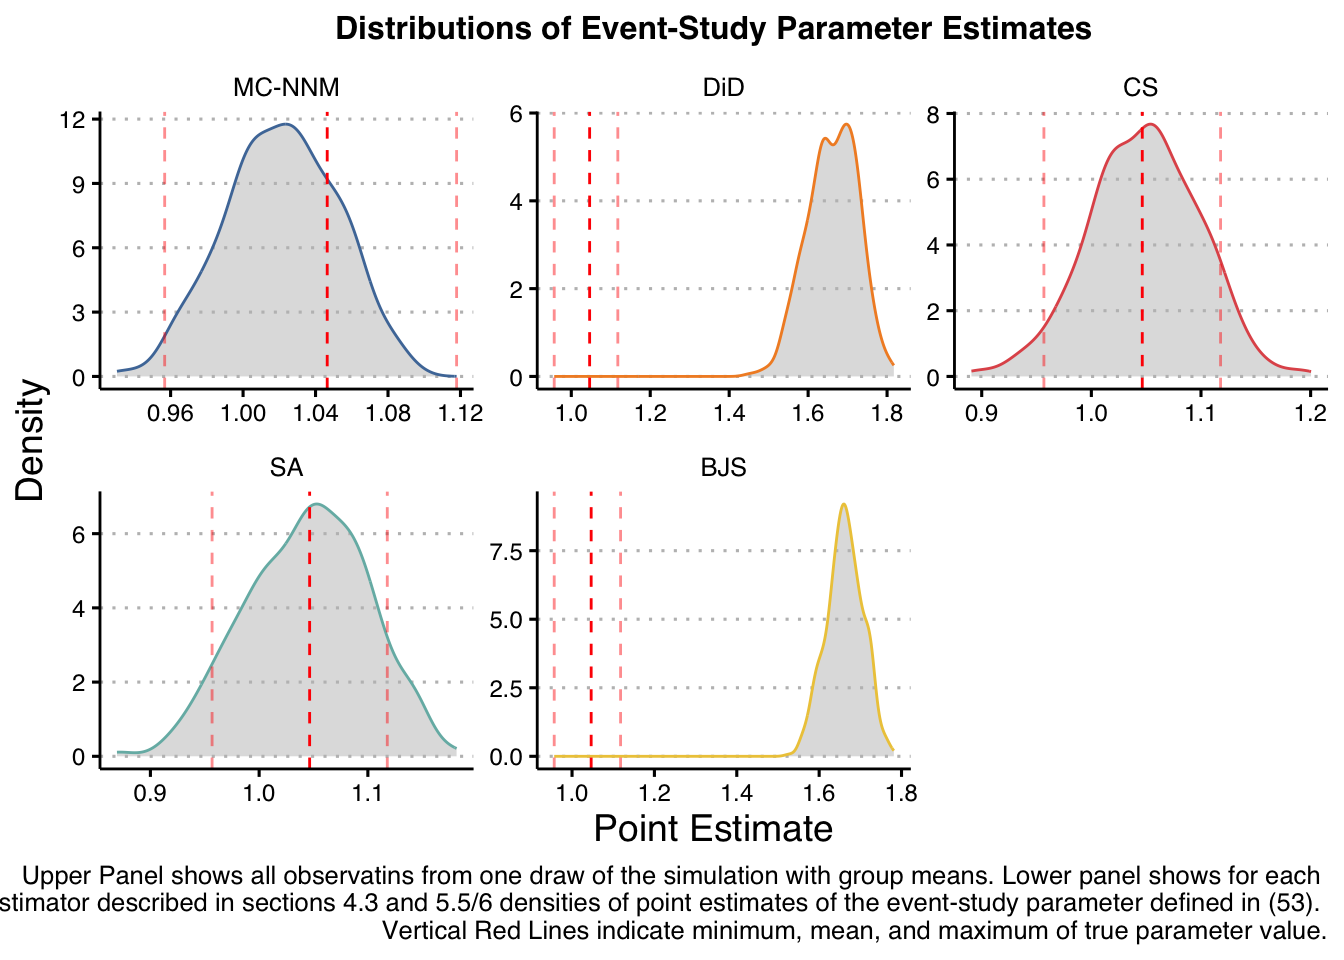 Distributions of Event-Study Parameter Estimates
MC-NNM
DiD
CS
12
9
6
3
0
0.96 1.00 1.04 1.08 1.12
6
4
2
0
1.0 1.2 1.4 1.6 1.8
8
6
4
2
0
0.9 1.0 1.1 1.2
Density
SA
BJS
6
4
2
0
0.9 1.0 1.1
7.5
5.0
2.5
0.0
1.0 1.2 1.4 1.6 1.8
Point Estimate
Upper Panel shows all observatins from one draw of the simulation with group means. Lower panel shows for each
stimator described in sections 4.3 and 5.5/6 densities of point estimates of the event-study parameter defined in (53).
Vertical Red Lines indicate minimum, mean, and maximum of true parameter value.